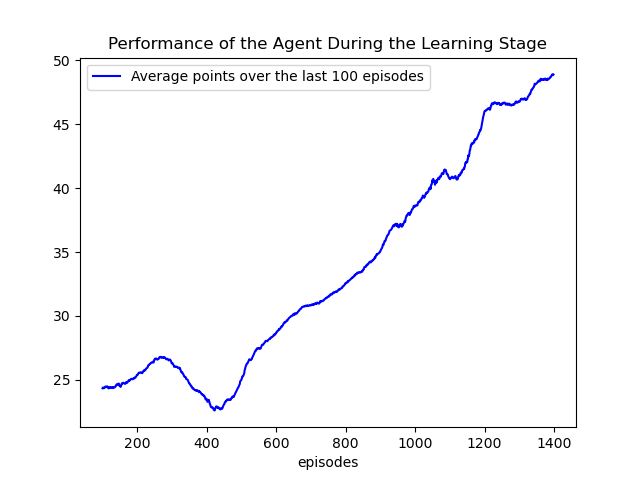 Performance of the Agent During the Learning Stage
Average points over the last 100 episodes
50
45
40
35
30
25
200 400 600 800 1000 1200 1400
episodes